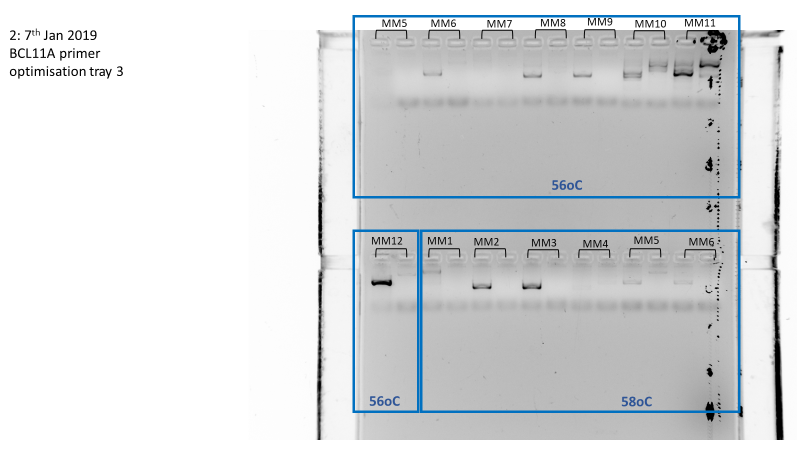 2: 7th Jan 2019
BCL11A primer
optimisation tray 3
MM5 MM6 MM7 MM8 MM9 MM10 MM11
56oC
MM12 MM1 MM2 MM3 MM4 MM5 MM6
56oC 58oC